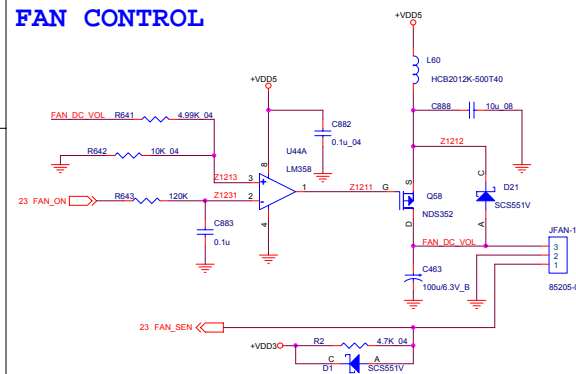 FAN CONTROL
+VDD5
L60
HCB2012K-500T40
+VDD5
C888 10u_08
FAN_DC_VOL R641 4.99K_04
C882
0.1u_04
Z1212
R642 10K_04
U44A
LM358
8
Z1213 3 +
1 Z1211 G
S
Q58
NDS352
D
C
D21
SCS551V
A
23 FAN_ON R643 120K Z1231 2 -
4
C883
0.1u
FAN_DC_VOL
JFAN-1
3
2
1
C463
100u/6.3V_B
85205-0
23 FAN_SEN
+VDD3 R2 4.7K_04
C A
D1 SCS551V